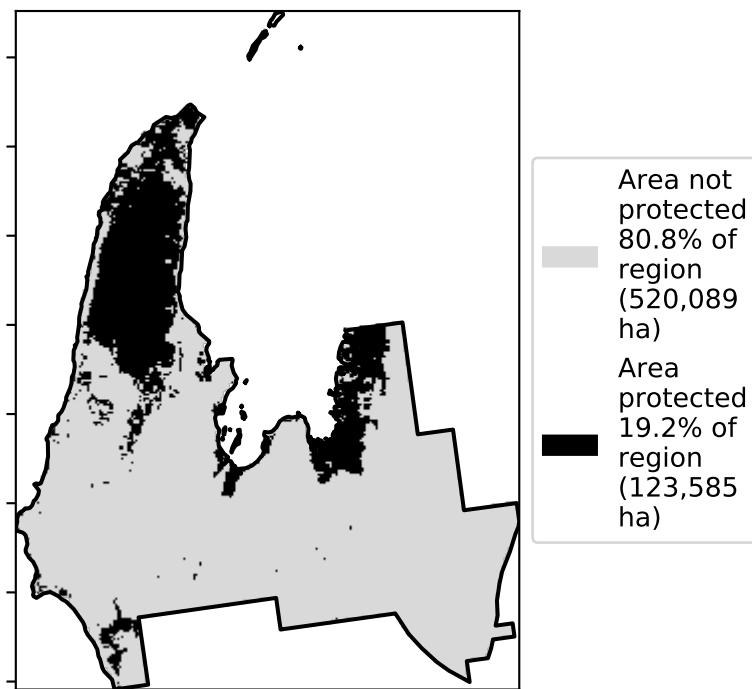 Area not
protected
80.8% of
region
(520,089
ha)
Area
protected
19.2% of
region
(123,585
ha)